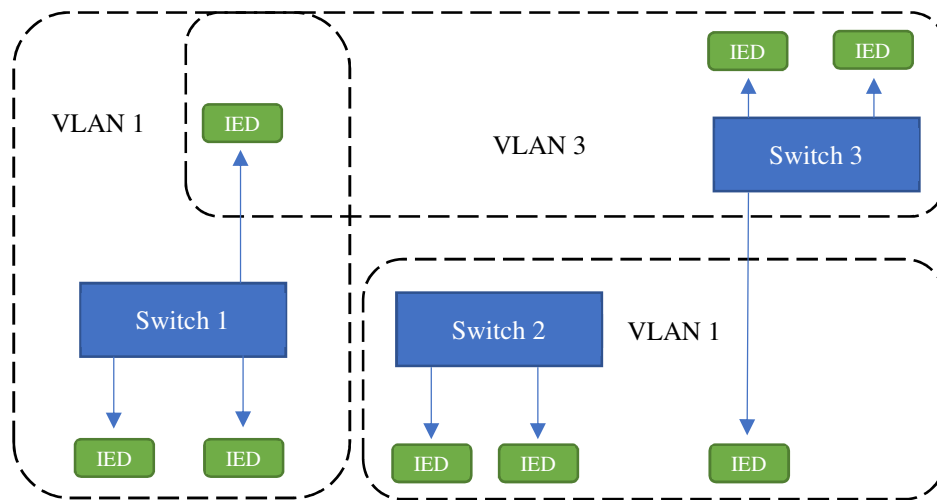 IED
IED
VLAN 1
IED
VLAN 3
Switch 3
Switch 1
Switch 2
VLAN 1
IED
IED
IED
IED
IED